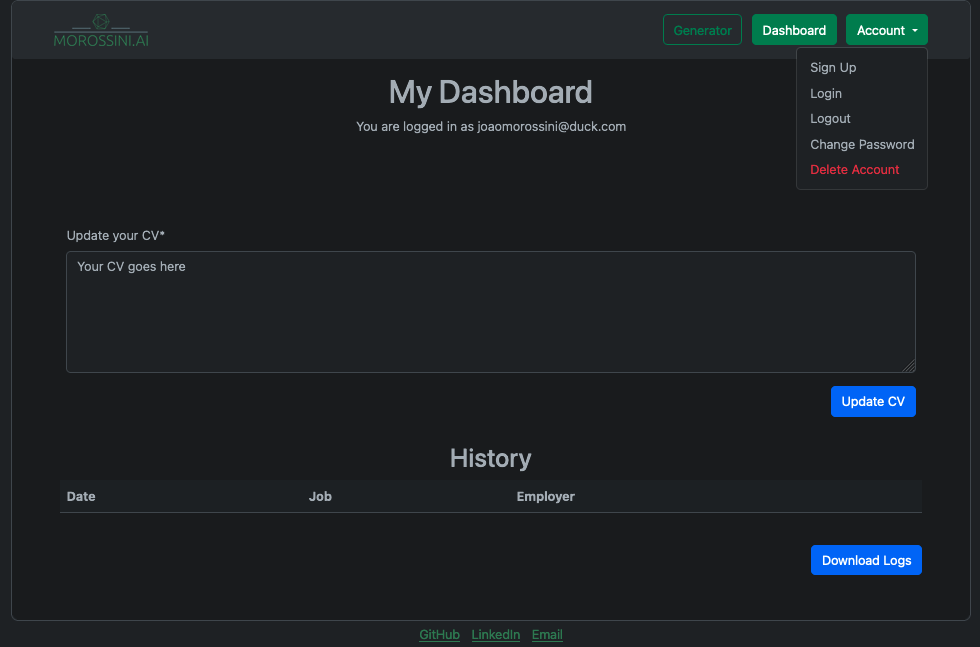 MOROSSINI.AI
Generator Dashboard Account
Sign Up
Login
Logout
Change Password
Delete Account
My Dashboard
You are logged in as joaomorossini@duck.com
Update your CV*
Your CV goes here
Update CV
History
Date Job Employer
Download Logs
GitHub LinkedIn Email